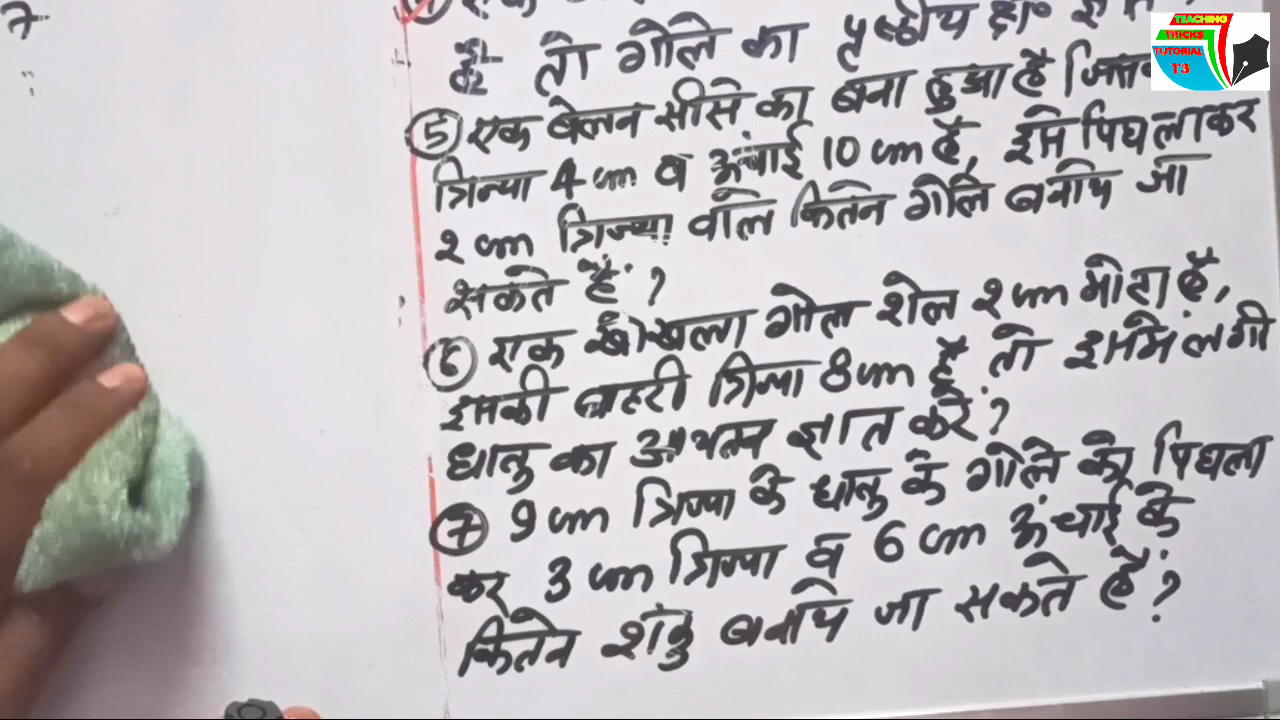 7
एक
तो गोले का पृष्ठीय क्षे॰
TEACHING
TRICKS
TUTORIAL
T3
⑤ एक बेलन सीसे का बना हुआ है
त्रिज्या 4 cm व ऊंचाई 10 cm है, इसे पिघलाकर
2 cm त्रिज्या वाले कितने गोले बनाये जा
सकते हैं ?
⑥ एक खोखला गोल शेल 2 cm मोटा है,
इसकी बाहरी त्रिज्या 8 cm है तो इसमें लगी
धातु का आयतन ज्ञात करें ?
⑦ 9 cm त्रिज्या के धातु के गोले को पिघला
कर 3 cm त्रिज्या व 6 cm ऊंचाई के
कितने शंकु बनाये जा सकते हैं ?